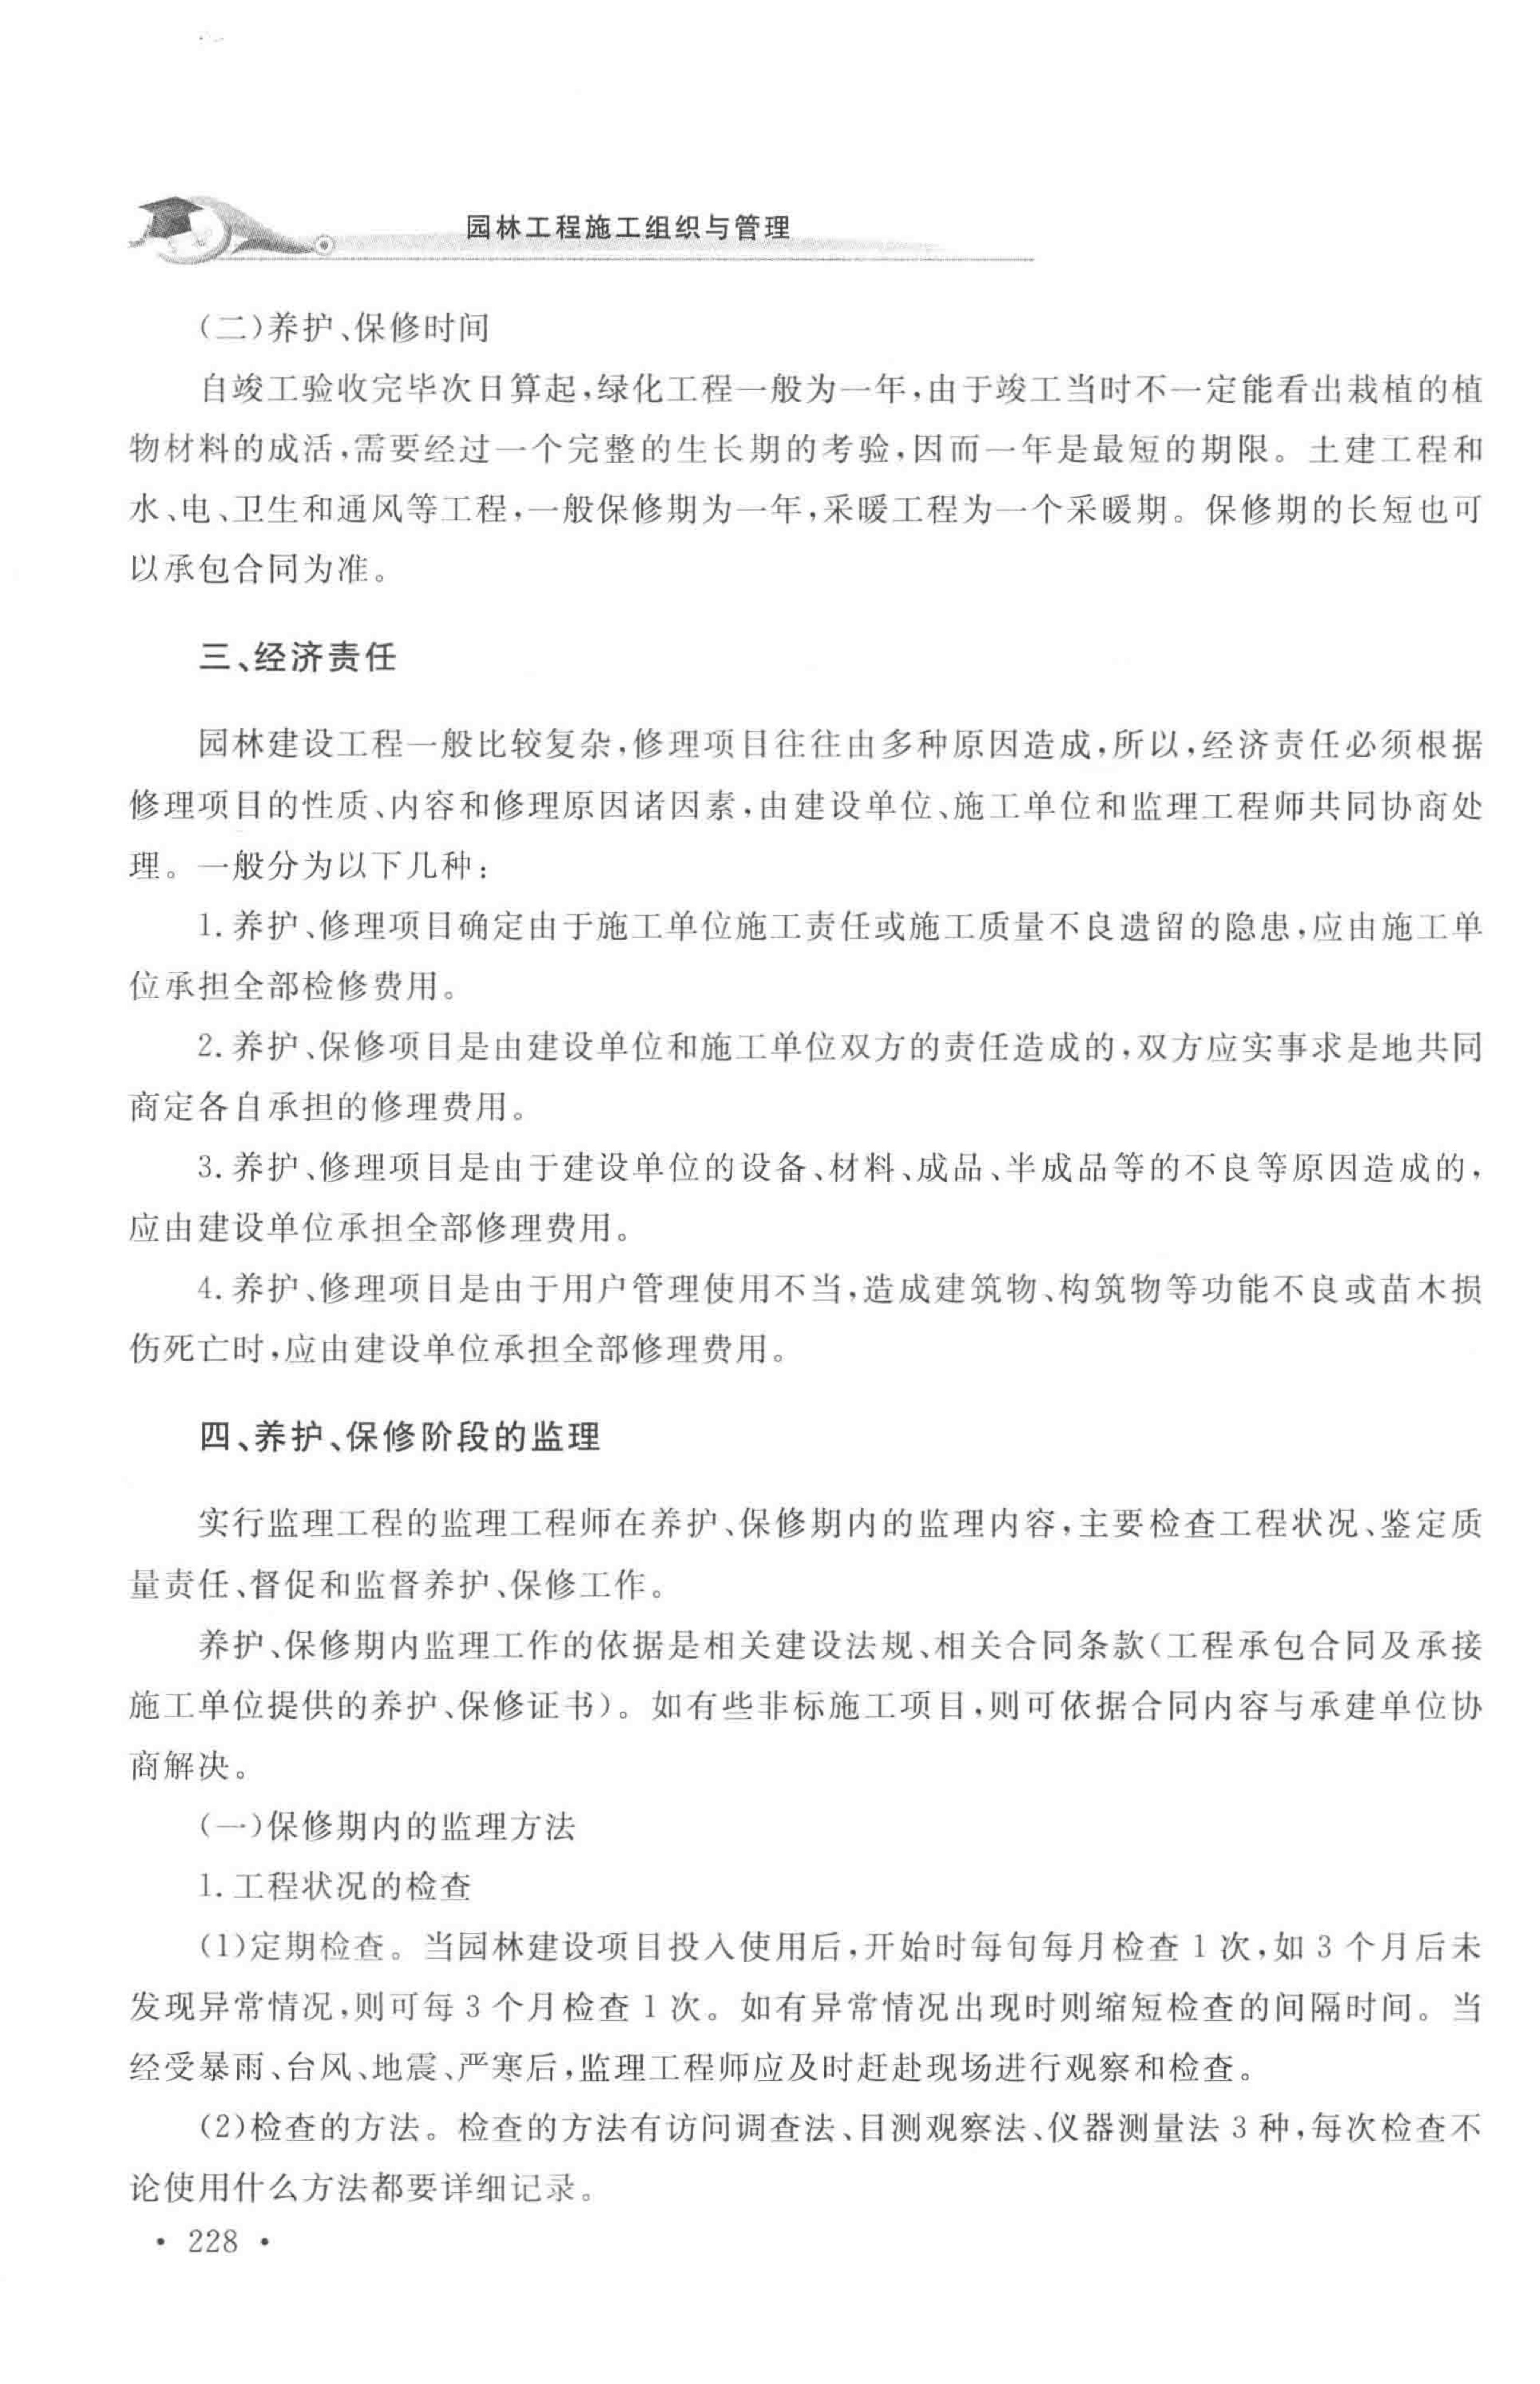 园林工程施工组织与管理
（二）养护、保修时间
自竣工验收完毕次日算起，绿化工程一般为一年，由于竣工当时不一定能看出栽植的植
物材料的成活，需要经过一个完整的生长期的考验，因而一年是最短的期限。土建工程和
水、电、卫生和通风等工程，一般保修期为一年，采暖工程为一个采暖期。保修期的长短也可
以承包合同为准。
三、经济责任
园林建设工程一般比较复杂，修理项目往往由多种原因造成，所以，经济责任必须根据
修理项目的性质、内容和修理原因诸因素，由建设单位、施工单位和监理工程师共同协商处
理。一般分为以下几种：
1. 养护、修理项目确定由于施工单位施工责任或施工质量不良遗留的隐患，应由施工单
位承担全部检修费用。
2. 养护、保修项目是由建设单位和施工单位双方的责任造成的，双方应实事求是地共同
商定各自承担的修理费用。
3. 养护、修理项目是由于建设单位的设备、材料、成品、半成品等的不良等原因造成的，
应由建设单位承担全部修理费用。
4. 养护、修理项目是由于用户管理使用不当，造成建筑物、构筑物等功能不良或苗木损
伤死亡时，应由建设单位承担全部修理费用。
四、养护、保修阶段的监理
实行监理工程的监理工程师在养护、保修期内的监理内容，主要检查工程状况、鉴定质
量责任、督促和监督养护、保修工作。
养护、保修期内监理工作的依据是相关建设法规、相关合同条款（工程承包合同及承接
施工单位提供的养护、保修证书）。如有些非标施工项目，则可依据合同内容与承建单位协
商解决。
（一）保修期内的监理方法
1. 工程状况的检查
（1）定期检查。当园林建设项目投入使用后，开始时每旬每月检查 1 次，如 3 个月后未
发现异常情况，则可每 3 个月检查 1 次。如有异常情况出现时则缩短检查的间隔时间。当
经受暴雨、台风、地震、严寒后，监理工程师应及时赶赴现场进行观察和检查。
（2）检查的方法。检查的方法有访问调查法、目测观察法、仪器测量法 3 种，每次检查不
论使用什么方法都要详细记录。
• 228 •